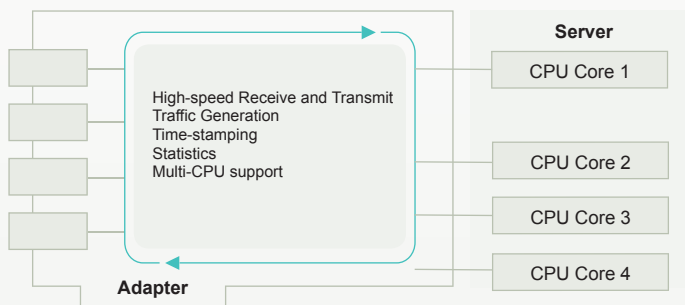 Server
CPU Core 1
High-speed Receive and Transmit
Traffic Generation
Time-stamping
Statistics
Multi-CPU support
CPU Core 2
CPU Core 3
CPU Core 4
Adapter